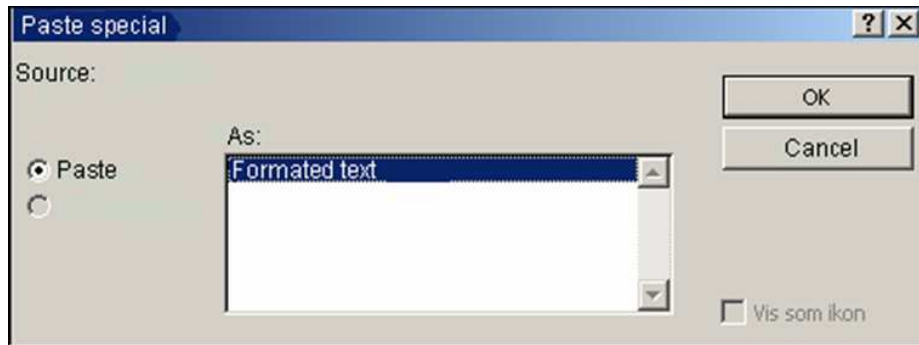 Paste special
Source:
OK
As:
Cancel
Paste
Formated text
Vis som ikon